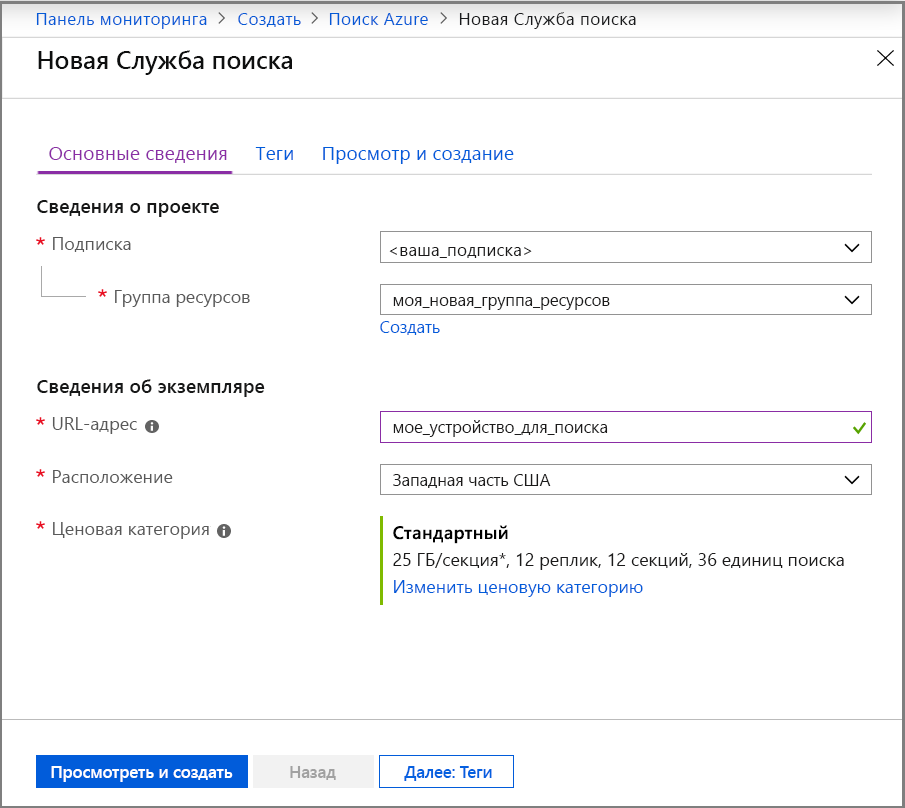 Панель мониторинга > Создать > Поиск Azure > Новая Служба поиска
Новая Служба поиска
Основные сведения Теги Просмотр и создание
Сведения о проекте
* Подписка <ваша_подписка>
* Группа ресурсов моя_новая_группа_ресурсов
Создать
Сведения об экземпляре
* URL-адрес мое_устройство_для_поиска
* Расположение Западная часть США
* Ценовая категория Стандартный
25 ГБ/секция*, 12 реплик, 12 секций, 36 единиц поиска
Изменить ценовую категорию
Просмотреть и создать Назад Далее: Теги